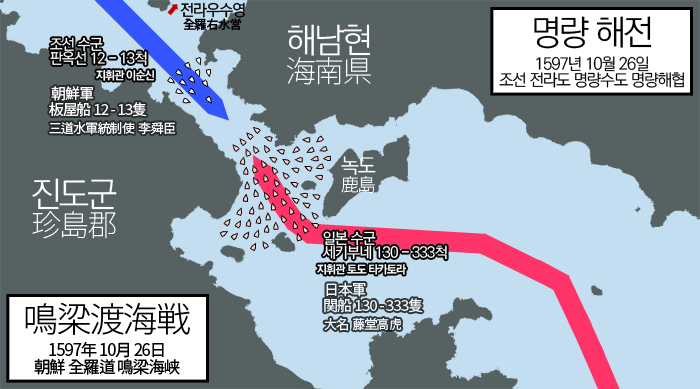 전라우수영
全羅右水営
조선 수군
판옥선 12 – 13척
지휘관 이순신
朝鮮軍
板屋船 12 - 13隻
三道水軍統制使 李舜臣
해남현
海南県
명량 해전
1597년 10월 26일
조선 전라도 명량수도 명량해협
녹도
鹿島
진도군
珍島郡
일본 수군
세키부네 130 – 333척
지휘관 토도 타카토라
日本軍
関船 130 - 333隻
大名 藤堂高虎
鳴梁渡海戦
1597年 10月 26日
朝鮮 全羅道 鳴梁海峡